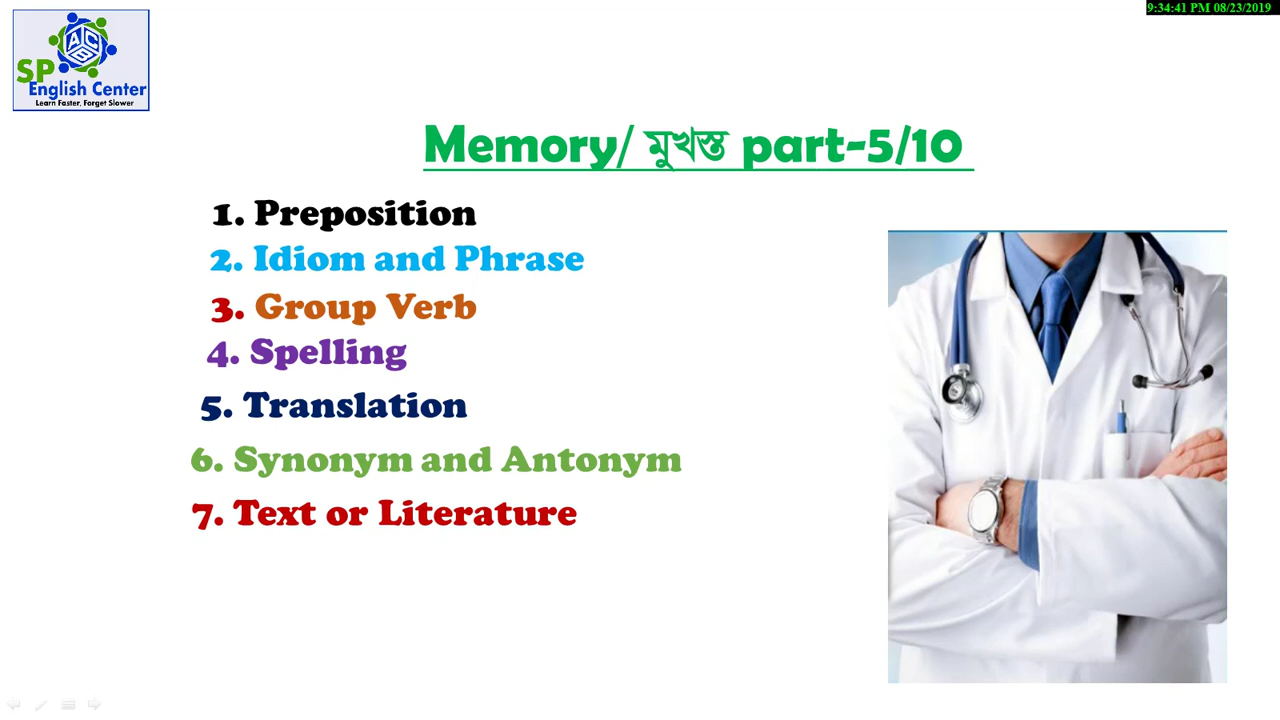 9:34:41 PM 08/23/2019
A C B
SP
English Center
Learn Faster, Forget Slower
Memory/ মুখস্ত part-5/10
1. Preposition
2. Idiom and Phrase
3. Group Verb
4. Spelling
5. Translation
6. Synonym and Antonym
7. Text or Literature